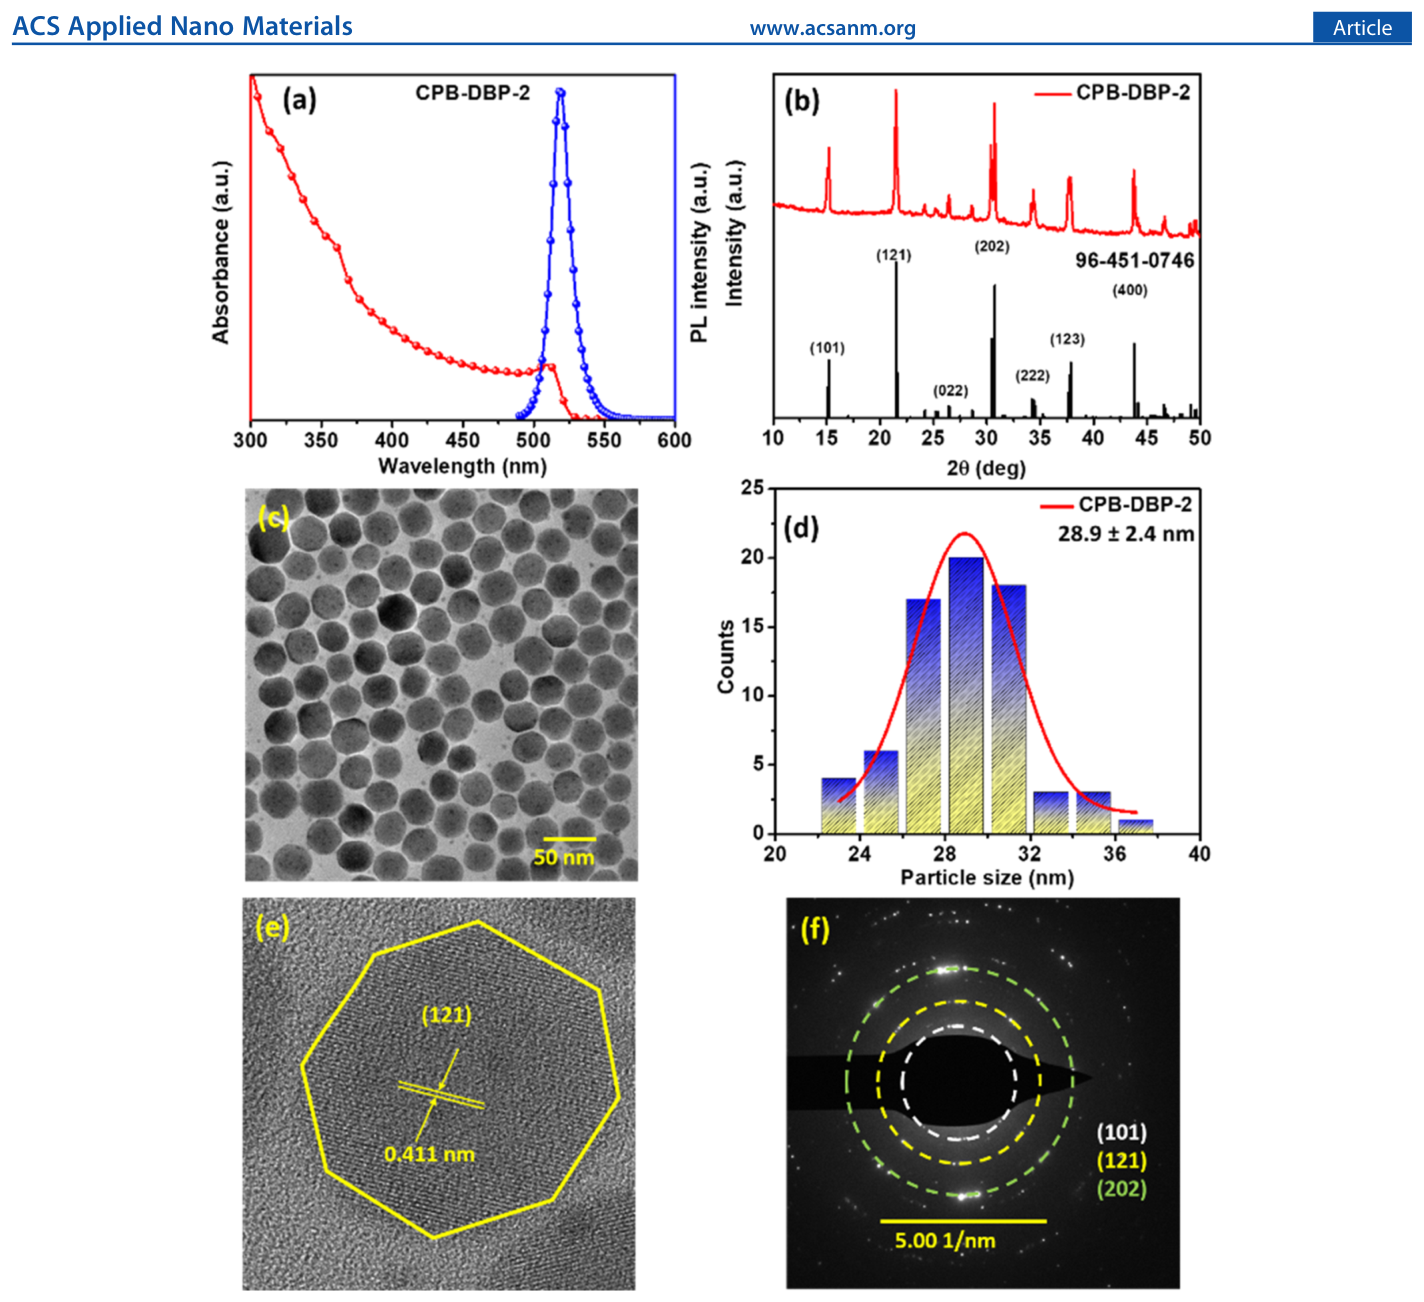 ACS Applied Nano Materials
www.acsanm.org
Article
(a)
CPB-DBP-2
Absorbance (a.u.)
PL intensity (a.u.)
300 350 400 450 500 550 600
Wavelength (nm)
(b)
CPB-DBP-2
Intensity (a.u.)
(121)
(202)
96-451-0746
(400)
(101)
(022)
(222)
(123)
10 15 20 25 30 35 40 45 50
2θ (deg)
(c)
50 nm
(d)
CPB-DBP-2
28.9 ± 2.4 nm
Counts
25
20
15
10
5
0
20 24 28 32 36 40
Particle size (nm)
(e)
(121)
0.411 nm
(f)
(101)
(121)
(202)
5.00 1/nm